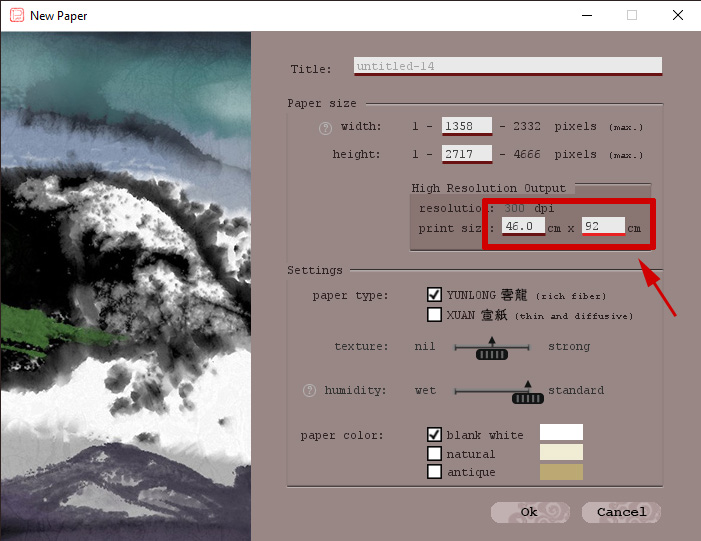 New Paper
Title: untitled-14
Paper size
? width: 1 - 1358 - 2332 pixels (max.)
height: 1 - 2717 - 4666 pixels (max.)
High Resolution Output
resolution: 300 dpi
print size: 46.0 cm x 92 cm
Settings
paper type: YUNLONG 雲龍 (rich fiber)
XUAN 宣紙 (thin and diffusive)
texture: nil strong
? humidity: wet standard
paper color: blank white
natural
antique
Ok Cancel